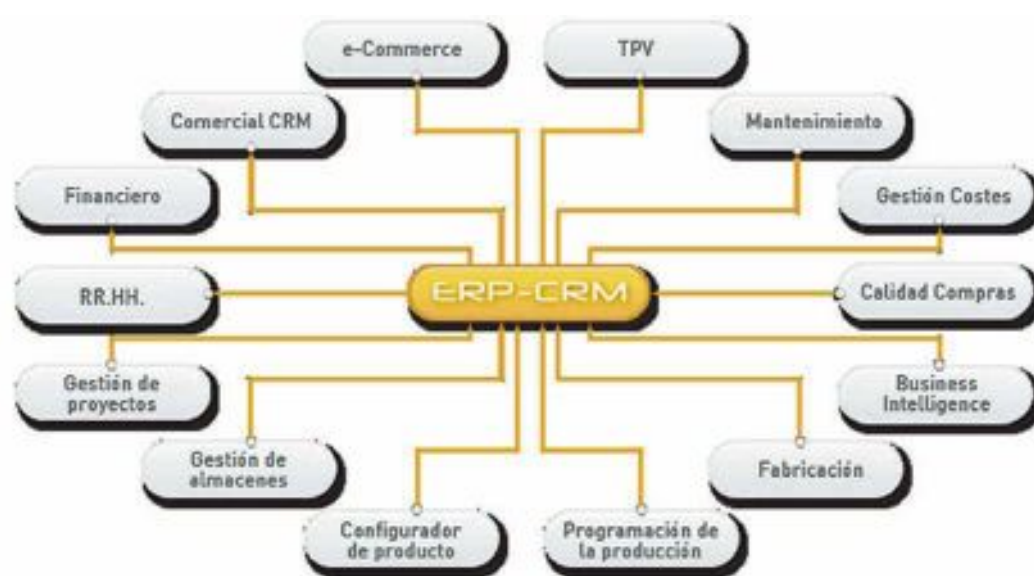 e-Commerce
TPV
Comercial CRM
Mantenimiento
Financiero
Gestión Costes
RR.HH.
ERP-CRM
Calidad Compras
Gestión de
proyectos
Business
Intelligence
Gestión de
almacenes
Fabricación
Configurador
de producto
Programación de
la producción